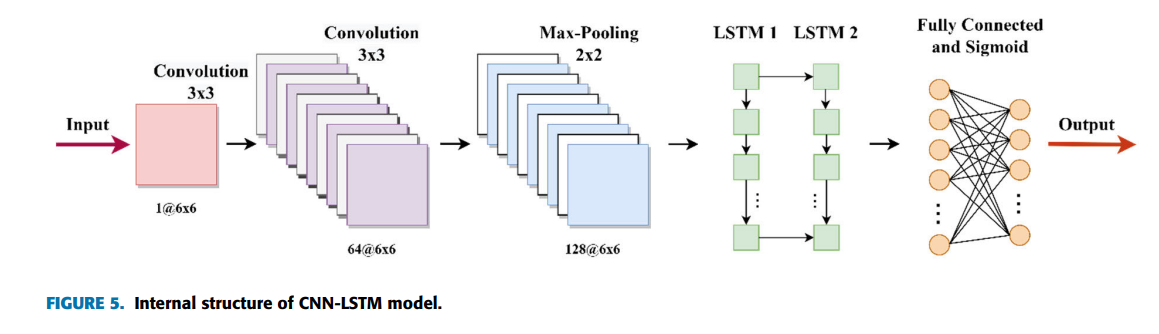 Input
Convolution
3x3
1@6x6
Convolution
3x3
64@6x6
Max-Pooling
2x2
128@6x6
LSTM 1 LSTM 2
Fully Connected
and Sigmoid
Output
FIGURE 5. Internal structure of CNN-LSTM model.